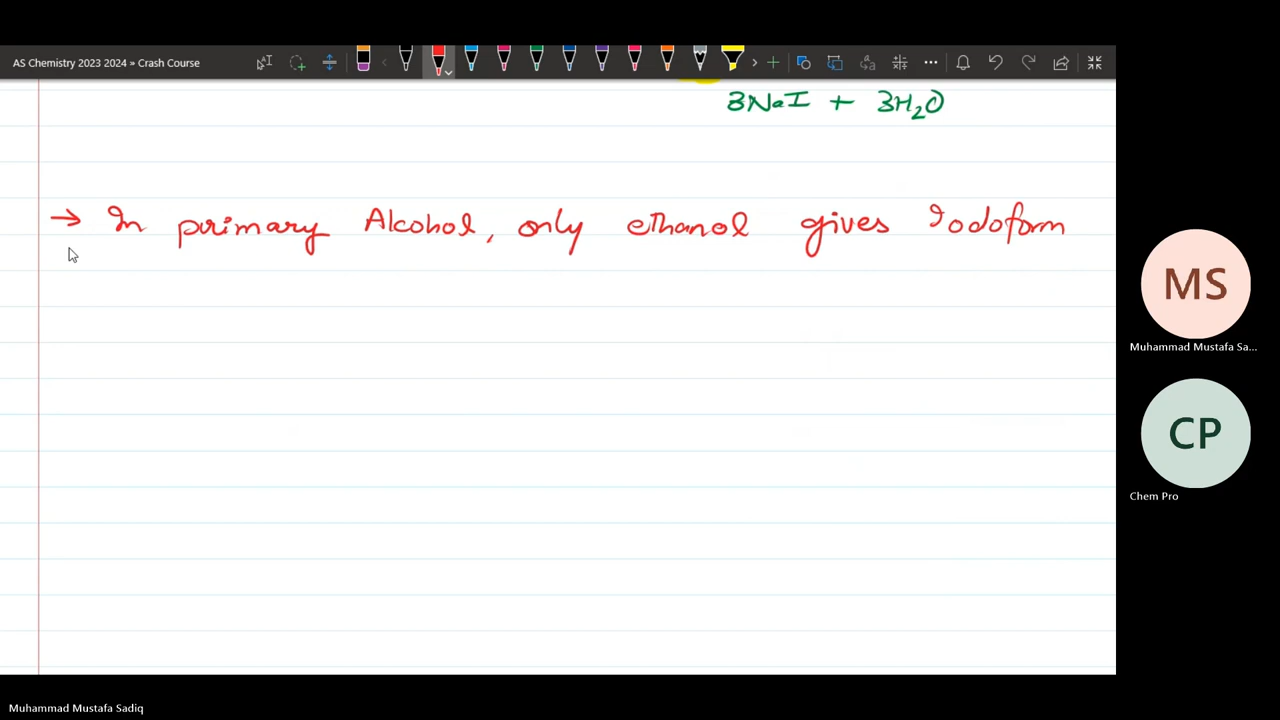 AS Chemistry 2023 2024 » Crash Course
3NaI + 3H₂O
→ In primary Alcohol, only ethanol gives Iodoform
MS
Muhammad Mustafa Sa...
CP
Chem Pro
Muhammad Mustafa Sadiq